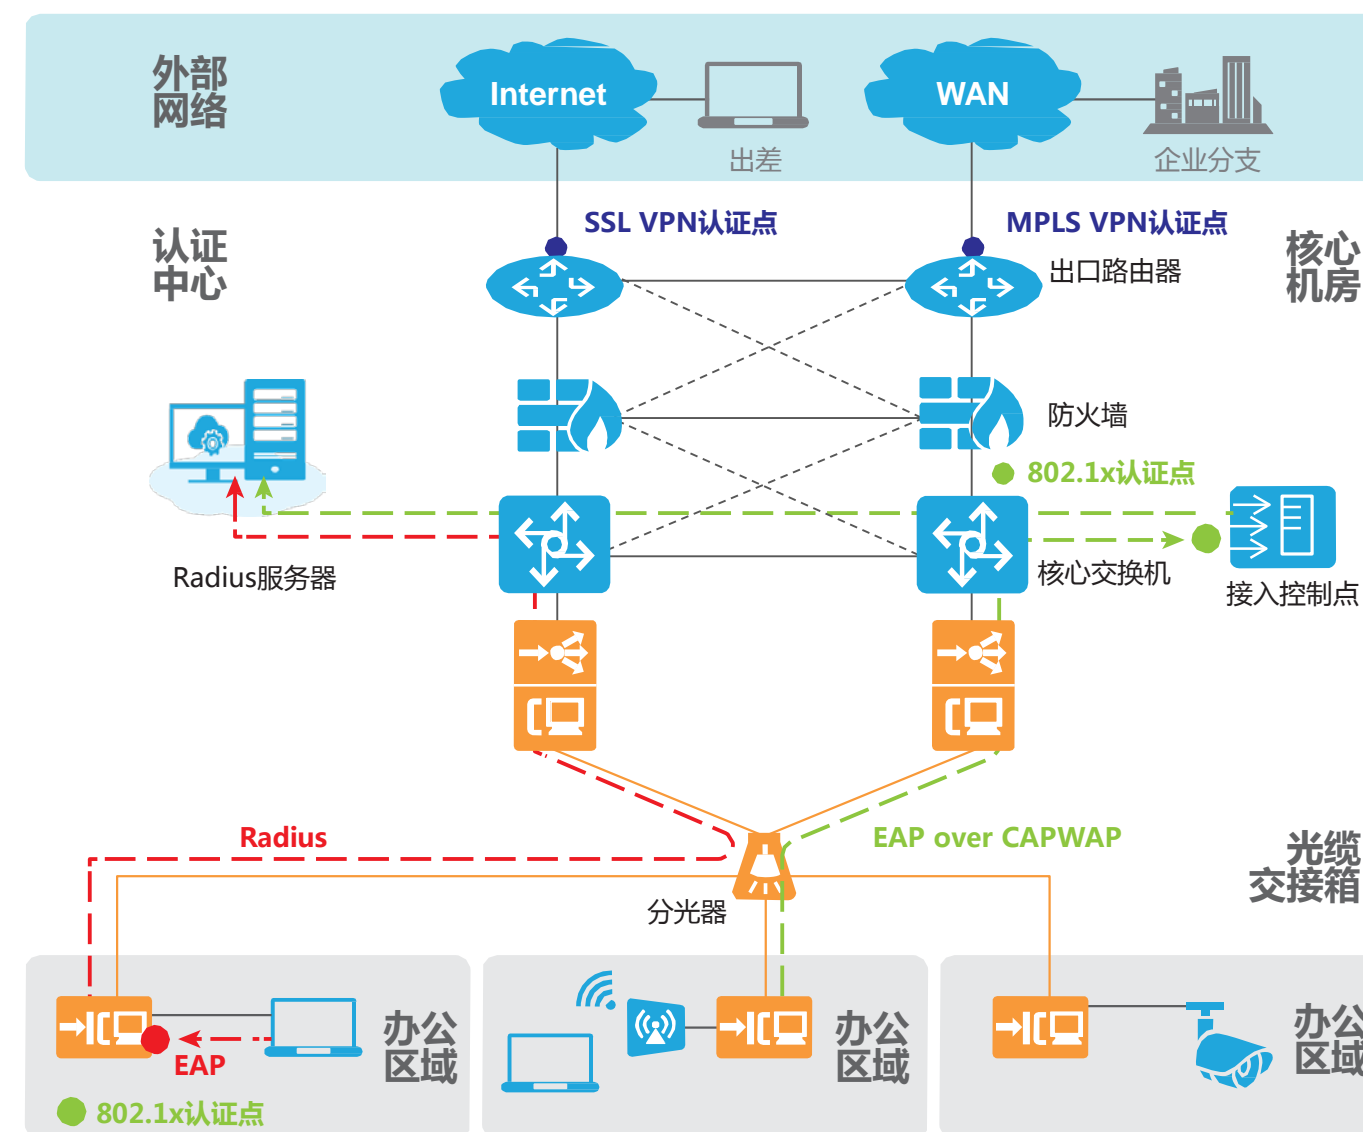 外部
网络
Internet
WAN
出差
企业分支
认证
中心
SSL VPN认证点
MPLS VPN认证点
出口路由器
核心
机房
防火墙
802.1x认证点
Radius服务器
核心交换机
接入控制点
Radius
EAP over CAPWAP
光缆
交接箱
分光器
办公
区域
EAP
802.1x认证点
办公
区域
办公
区域